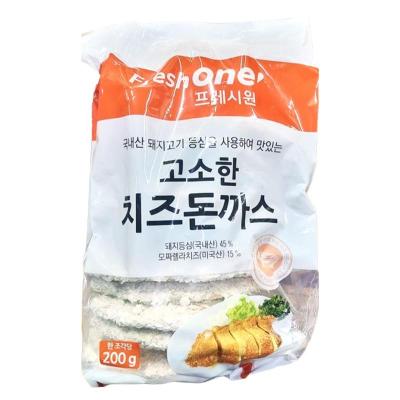 Freshone
프레시원
국내산 돼지고기 등심을 사용하여 맛있는
고소한
치즈돈까스
돼지등심(국내산) 45%
모짜렐라치즈(미국산) 15%
한 조각당
200g